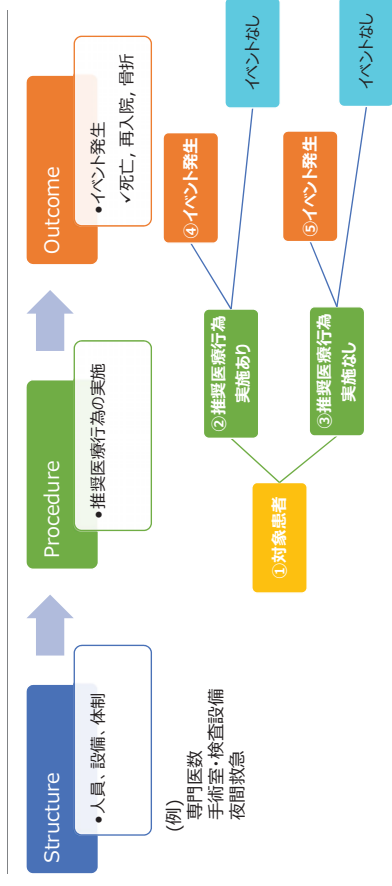 Structure
•人員、設備、体制
(例)
専門医数
手術室・検査設備
夜間救急
Procedure
•推奨医療行為の実施
Outcome
•イベント発生
✓死亡, 再入院, 骨折
①対象患者
②推奨医療行為
実施あり
③推奨医療行為
実施なし
④イベント発生
イベントなし
⑤イベント発生
イベントなし